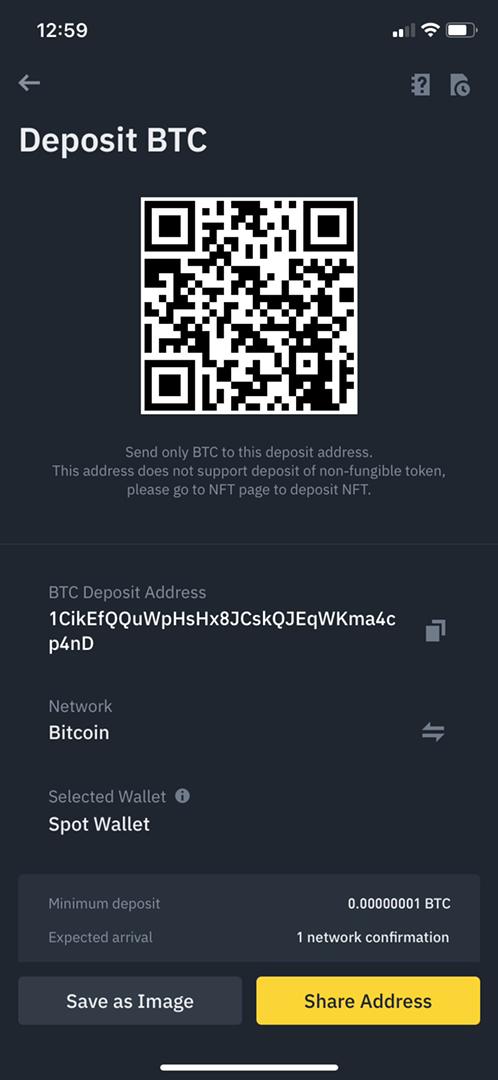 12:59
Deposit BTC
Send only BTC to this deposit address.
This address does not support deposit of non-fungible token,
please go to NFT page to deposit NFT.
BTC Deposit Address
1CikEfQQuWpHsHx8JCskQJEqWKma4c
p4nD
Network
Bitcoin
Selected Wallet
Spot Wallet
Minimum deposit 0.00000001 BTC
Expected arrival 1 network confirmation
Save as Image Share Address